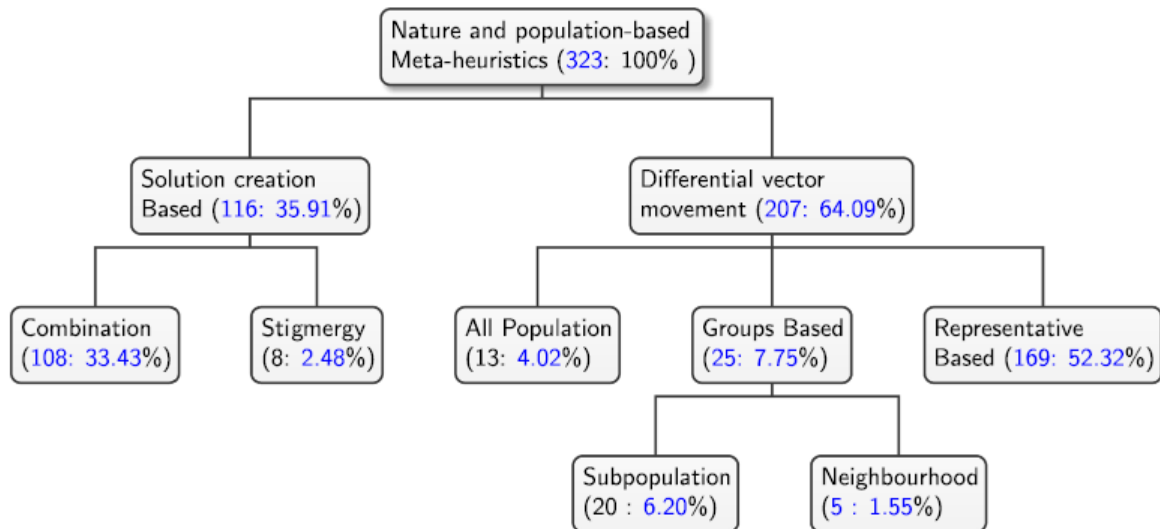 Nature and population-based
Meta-heuristics (323: 100% )
Solution creation
Based (116: 35.91%)
Differential vector
movement (207: 64.09%)
Combination
(108: 33.43%)
Stigmergy
(8: 2.48%)
All Population
(13: 4.02%)
Groups Based
(25: 7.75%)
Representative
Based (169: 52.32%)
Subpopulation
(20 : 6.20%)
Neighbourhood
(5 : 1.55%)